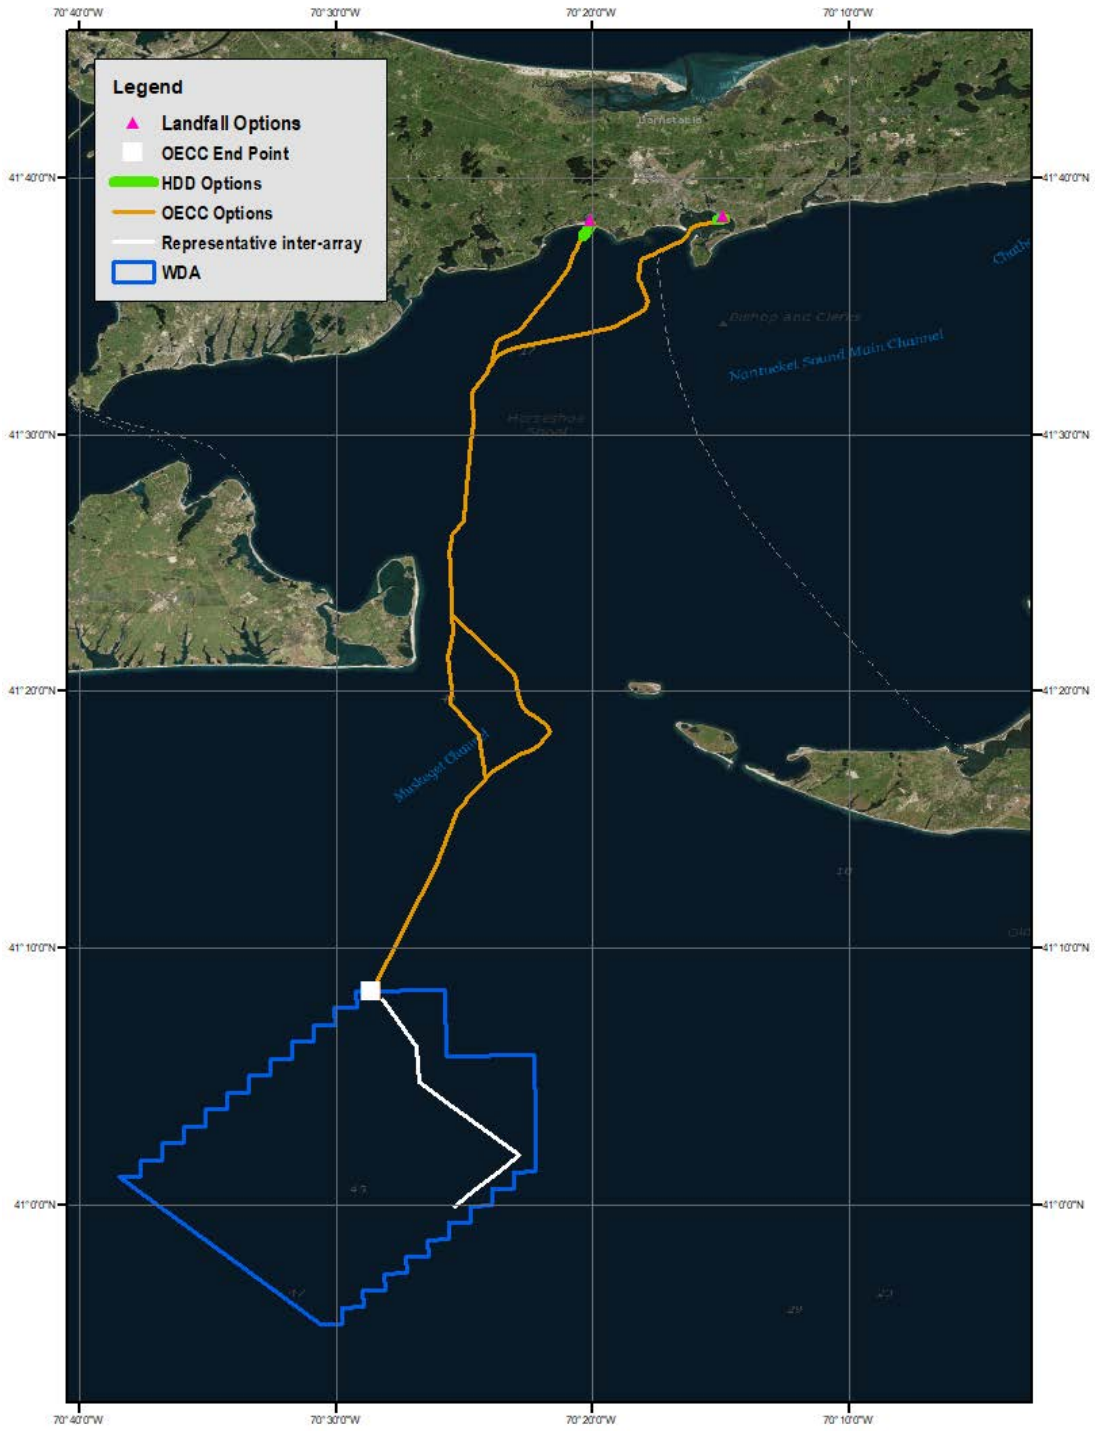 70°40'0"W 70°30'0"W 70°20'0"W 70°10'0"W
Legend
Landfall Options
OECC End Point
HDD Options
OECC Options
Representative inter-array
WDA
Barnstable
41°40'0"N 41°40'0"N
Bishop and Clerks
Nantucket Sound Main Channel
17
Horseshoe
Shoal
41°30'0"N 41°30'0"N
41°20'0"N 41°20'0"N
Muskeget Channel
41°10'0"N 41°10'0"N
41°0'0"N 41°0'0"N
70°40'0"W 70°30'0"W 70°20'0"W 70°10'0"W